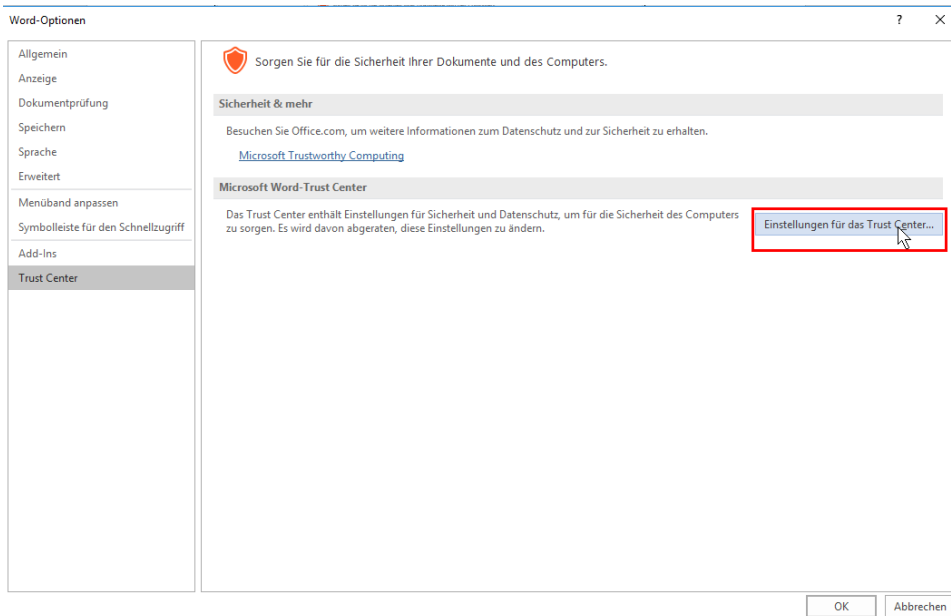 Word-Optionen
?
Allgemein
Anzeige
Dokumentprüfung
Speichern
Sprache
Erweitert
Menüband anpassen
Symbolleiste für den Schnellzugriff
Add-Ins
Trust Center
Sorgen Sie für die Sicherheit Ihrer Dokumente und des Computers.
Sicherheit & mehr
Besuchen Sie Office.com, um weitere Informationen zum Datenschutz und zur Sicherheit zu erhalten.
Microsoft Trustworthy Computing
Microsoft Word-Trust Center
Das Trust Center enthält Einstellungen für Sicherheit und Datenschutz, um für die Sicherheit des Computers
zu sorgen. Es wird davon abgeraten, diese Einstellungen zu ändern.
Einstellungen für das Trust Center...
OK
Abbrechen